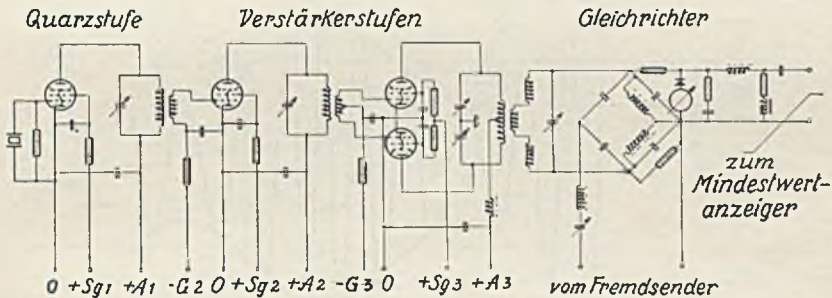 Quarzstufe Verstärkerstufen Gleichrichter
zum
Mindestwert-
anzeiger
0 +Sg1 +A1 -G2 0 +Sg2 +A2 -G3 0 +Sg3 +A3 vom Fremdsender